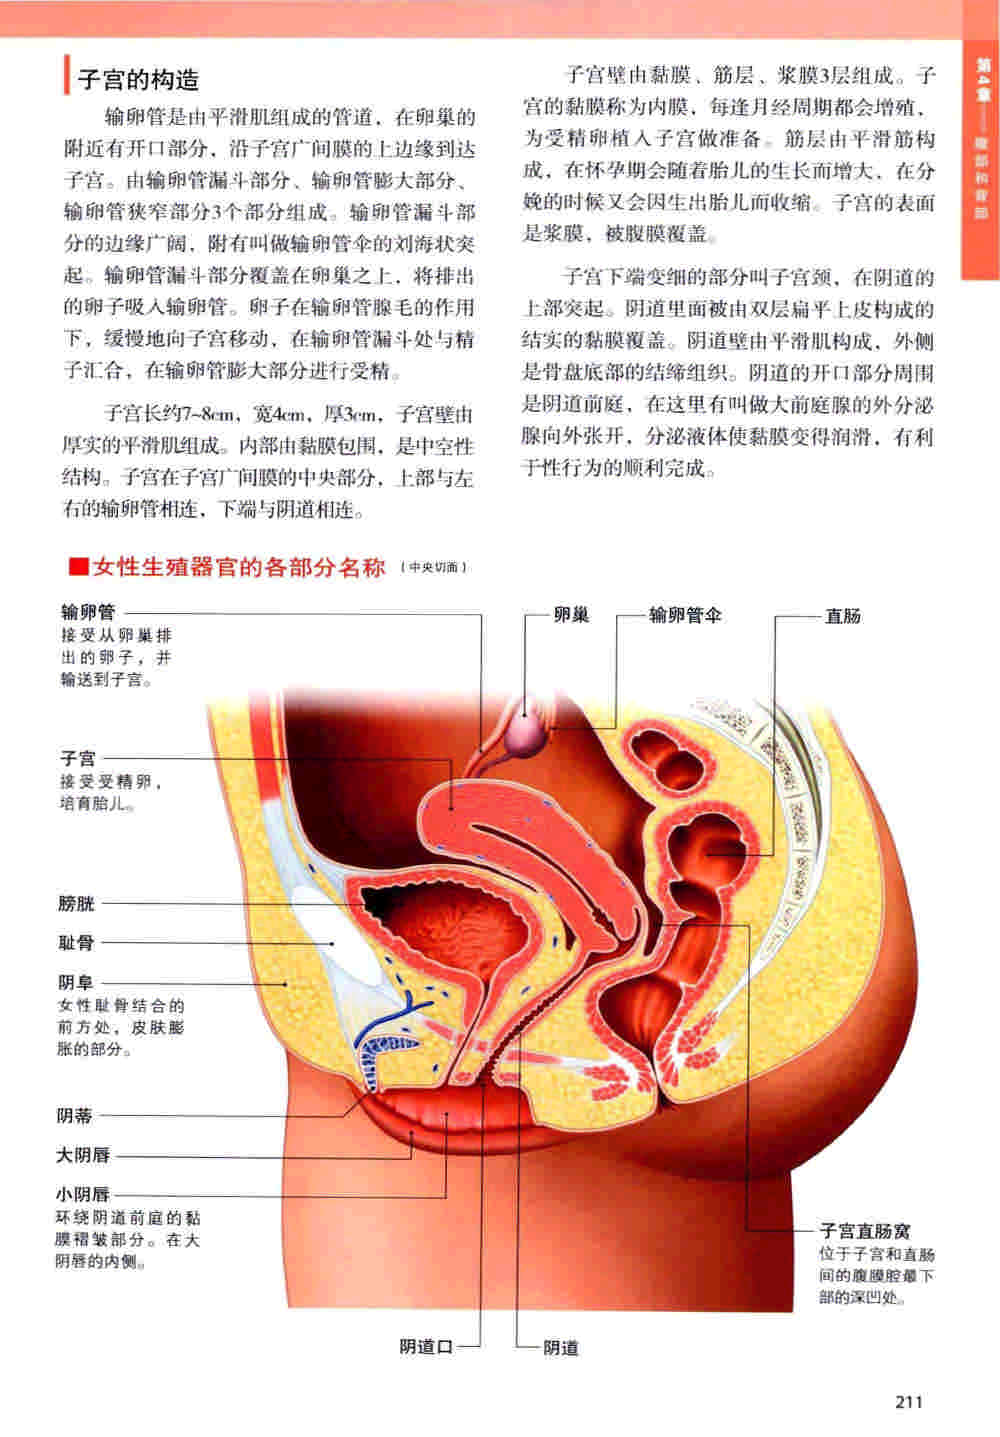 子宫的构造
输卵管是由平滑肌组成的管道，在卵巢的
附近有开口部分，沿子宫广间膜的上边缘到达
子宫。由输卵管漏斗部分、输卵管膨大部分、
输卵管狭窄部分3个部分组成。输卵管漏斗部
分的边缘广阔，附有叫做输卵管伞的刘海状突
起。输卵管漏斗部分覆盖在卵巢之上，将排出
的卵子吸入输卵管。卵子在输卵管腺毛的作用
下，缓慢地向子宫移动，在输卵管漏斗处与精
子汇合，在输卵管膨大部分进行受精。
子宫长约7~8cm，宽4cm，厚3cm，子宫壁由
厚实的平滑肌组成。内部由黏膜包围，是中空性
结构。子宫在子宫广间膜的中央部分，上部与左
右的输卵管相连，下端与阴道相连。
子宫壁由黏膜、筋层、浆膜3层组成。子
宫的黏膜称为内膜，每逢月经周期都会增殖，
为受精卵植入子宫做准备。筋层由平滑筋构
成，在怀孕期会随着胎儿的生长而增大，在分
娩的时候又会因生出胎儿而收缩。子宫的表面
是浆膜，被腹膜覆盖。
子宫下端变细的部分叫子宫颈，在阴道的
上部突起。阴道里面被由双层扁平上皮构成的
结实的黏膜覆盖。阴道壁由平滑肌构成，外侧
是骨盘底部的结缔组织。阴道的开口部分周围
是阴道前庭，在这里有叫做大前庭腺的外分泌
腺向外张开，分泌液体使黏膜变得润滑，有利
于性行为的顺利完成。
第4章——腹部和背部
■女性生殖器官的各部分名称（中央切面）
输卵管
接受从卵巢排
出的卵子，并
输送到子宫。
卵巢
输卵管伞
直肠
子宫
接受受精卵，
培育胎儿。
膀胱
耻骨
阴阜
女性耻骨结合的
前方处，皮肤膨
胀的部分。
阴蒂
大阴唇
小阴唇
环绕阴道前庭的黏
膜褶皱部分。在大
阴唇的内侧。
子宫直肠窝
位于子宫和直肠
间的腹膜腔最下
部的深凹处。
阴道口
阴道
211